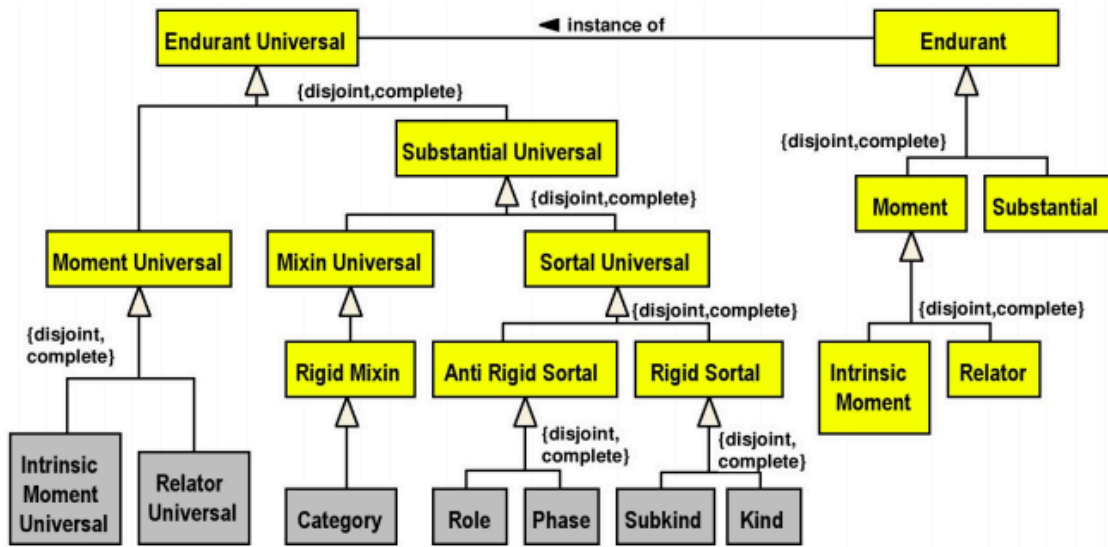 Endurant Universal
instance of
Endurant
{disjoint,complete}
Substantial Universal
{disjoint,complete}
Moment
Substantial
{disjoint,complete}
Moment Universal
Mixin Universal
Sortal Universal
{disjoint,
complete}
{disjoint,complete}
{disjoint,complete}
Rigid Mixin
Anti Rigid Sortal
Rigid Sortal
Intrinsic
Moment
Relator
{disjoint,
complete}
{disjoint,
complete}
Intrinsic
Moment
Universal
Relator
Universal
Category
Role
Phase
Subkind
Kind